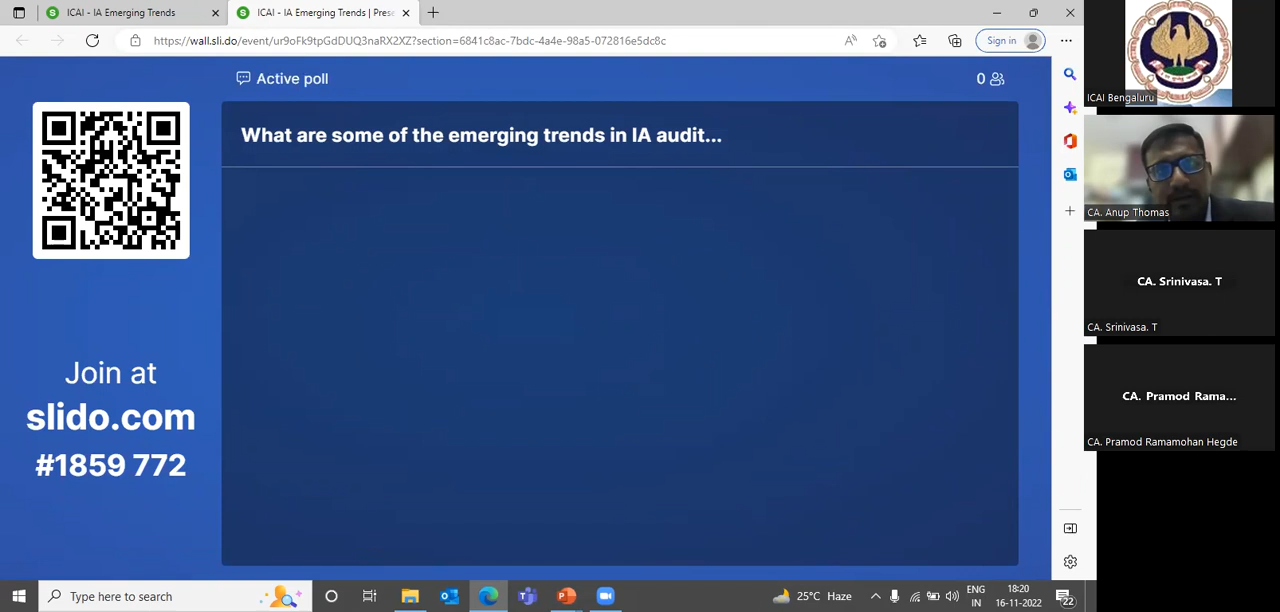 ICAI - IA Emerging Trends
ICAI - IA Emerging Trends | Prese
https://wall.sli.do/event/ur9oFk9tpGdDUQ3naRX2XZ?section=6841c8ac-7bdc-4a4e-98a5-072816e5dc8c
Sign in
Active poll
0
What are some of the emerging trends in IA audit...
Join at
slido.com
#1859 772
ICAI Bengaluru
CA. Anup Thomas
CA. Srinivasa. T
CA. Srinivasa. T
CA. Pramod Rama...
CA. Pramod Ramamohan Hegde
Type here to search
25°C Haze
ENG
IN
18:20
16-11-2022
22